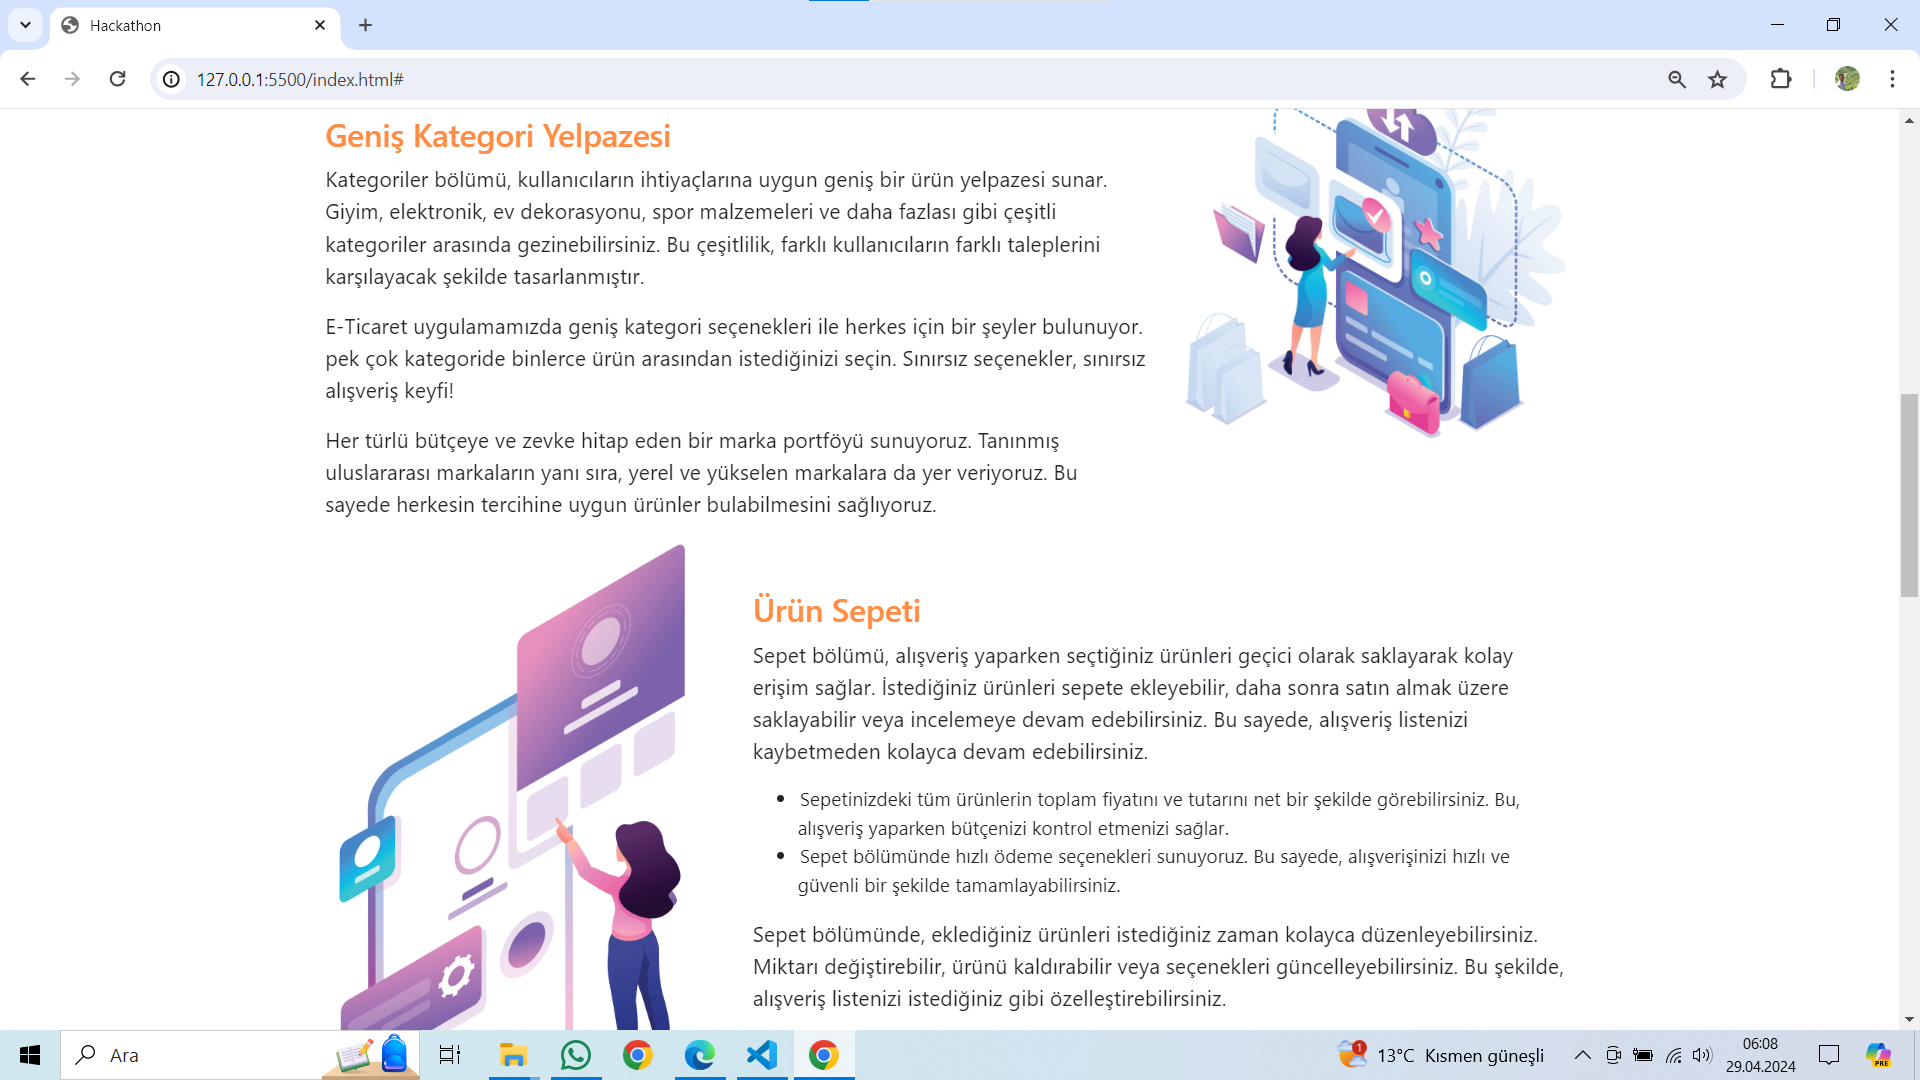 Hackathon
127.0.0.1:5500/index.html#
Geniş Kategori Yelpazesi
Kategoriler bölümü, kullanıcıların ihtiyaçlarına uygun geniş bir ürün yelpazesi sunar.
Giyim, elektronik, ev dekorasyonu, spor malzemeleri ve daha fazlası gibi çeşitli
kategoriler arasında gezinebilirsiniz. Bu çeşitlilik, farklı kullanıcıların farklı taleplerini
karşılayacak şekilde tasarlanmıştır.
E-Ticaret uygulamamızda geniş kategori seçenekleri ile herkes için bir şeyler bulunuyor.
pek çok kategoride binlerce ürün arasından istediğinizi seçin. Sınırsız seçenekler, sınırsız
alışveriş keyfi!
Her türlü bütçeye ve zevke hitap eden bir marka portföyü sunuyoruz. Tanınmış
uluslararası markaların yanı sıra, yerel ve yükselen markalara da yer veriyoruz. Bu
sayede herkesin tercihine uygun ürünler bulabilmesini sağlıyoruz.
Ürün Sepeti
Sepet bölümü, alışveriş yaparken seçtiğiniz ürünleri geçici olarak saklayarak kolay
erişim sağlar. İstediğiniz ürünleri sepete ekleyebilir, daha sonra satın almak üzere
saklayabilir veya incelemeye devam edebilirsiniz. Bu sayede, alışveriş listenizi
kaybetmeden kolayca devam edebilirsiniz.
• Sepetinizdeki tüm ürünlerin toplam fiyatını ve tutarını net bir şekilde görebilirsiniz. Bu,
alışveriş yaparken bütçenizi kontrol etmenizi sağlar.
• Sepet bölümünde hızlı ödeme seçenekleri sunuyoruz. Bu sayede, alışverişinizi hızlı ve
güvenli bir şekilde tamamlayabilirsiniz.
Sepet bölümünde, eklediğiniz ürünleri istediğiniz zaman kolayca düzenleyebilirsiniz.
Miktarı değiştirebilir, ürünü kaldırabilir veya seçenekleri güncelleyebilirsiniz. Bu şekilde,
alışveriş listenizi istediğiniz gibi özelleştirebilirsiniz.
Ara
1
13°C Kısmen güneşli
06:08
29.04.2024
PRE